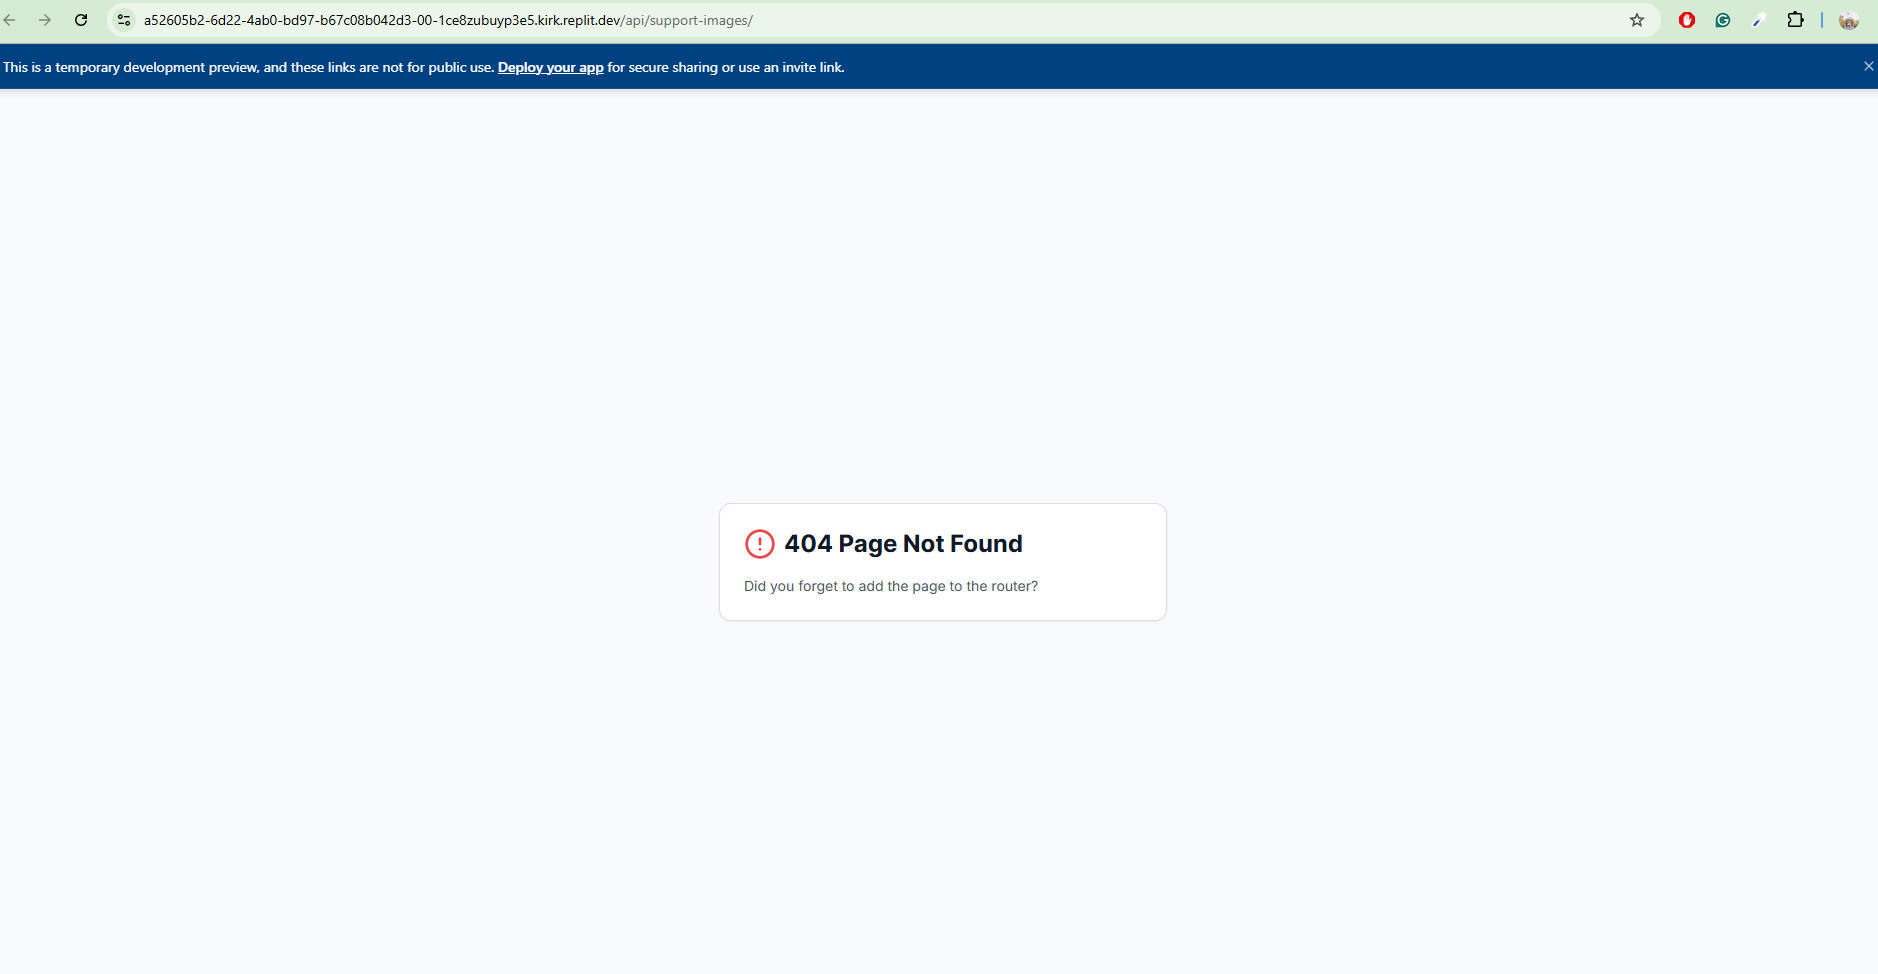 a52605b2-6d22-4ab0-bd97-b67c08b042d3-00-1ce8zubuyp3e5.kirk.replit.dev/api/support-images/
This is a temporary development preview, and these links are not for public use. Deploy your app for secure sharing or use an invite link.
404 Page Not Found
Did you forget to add the page to the router?